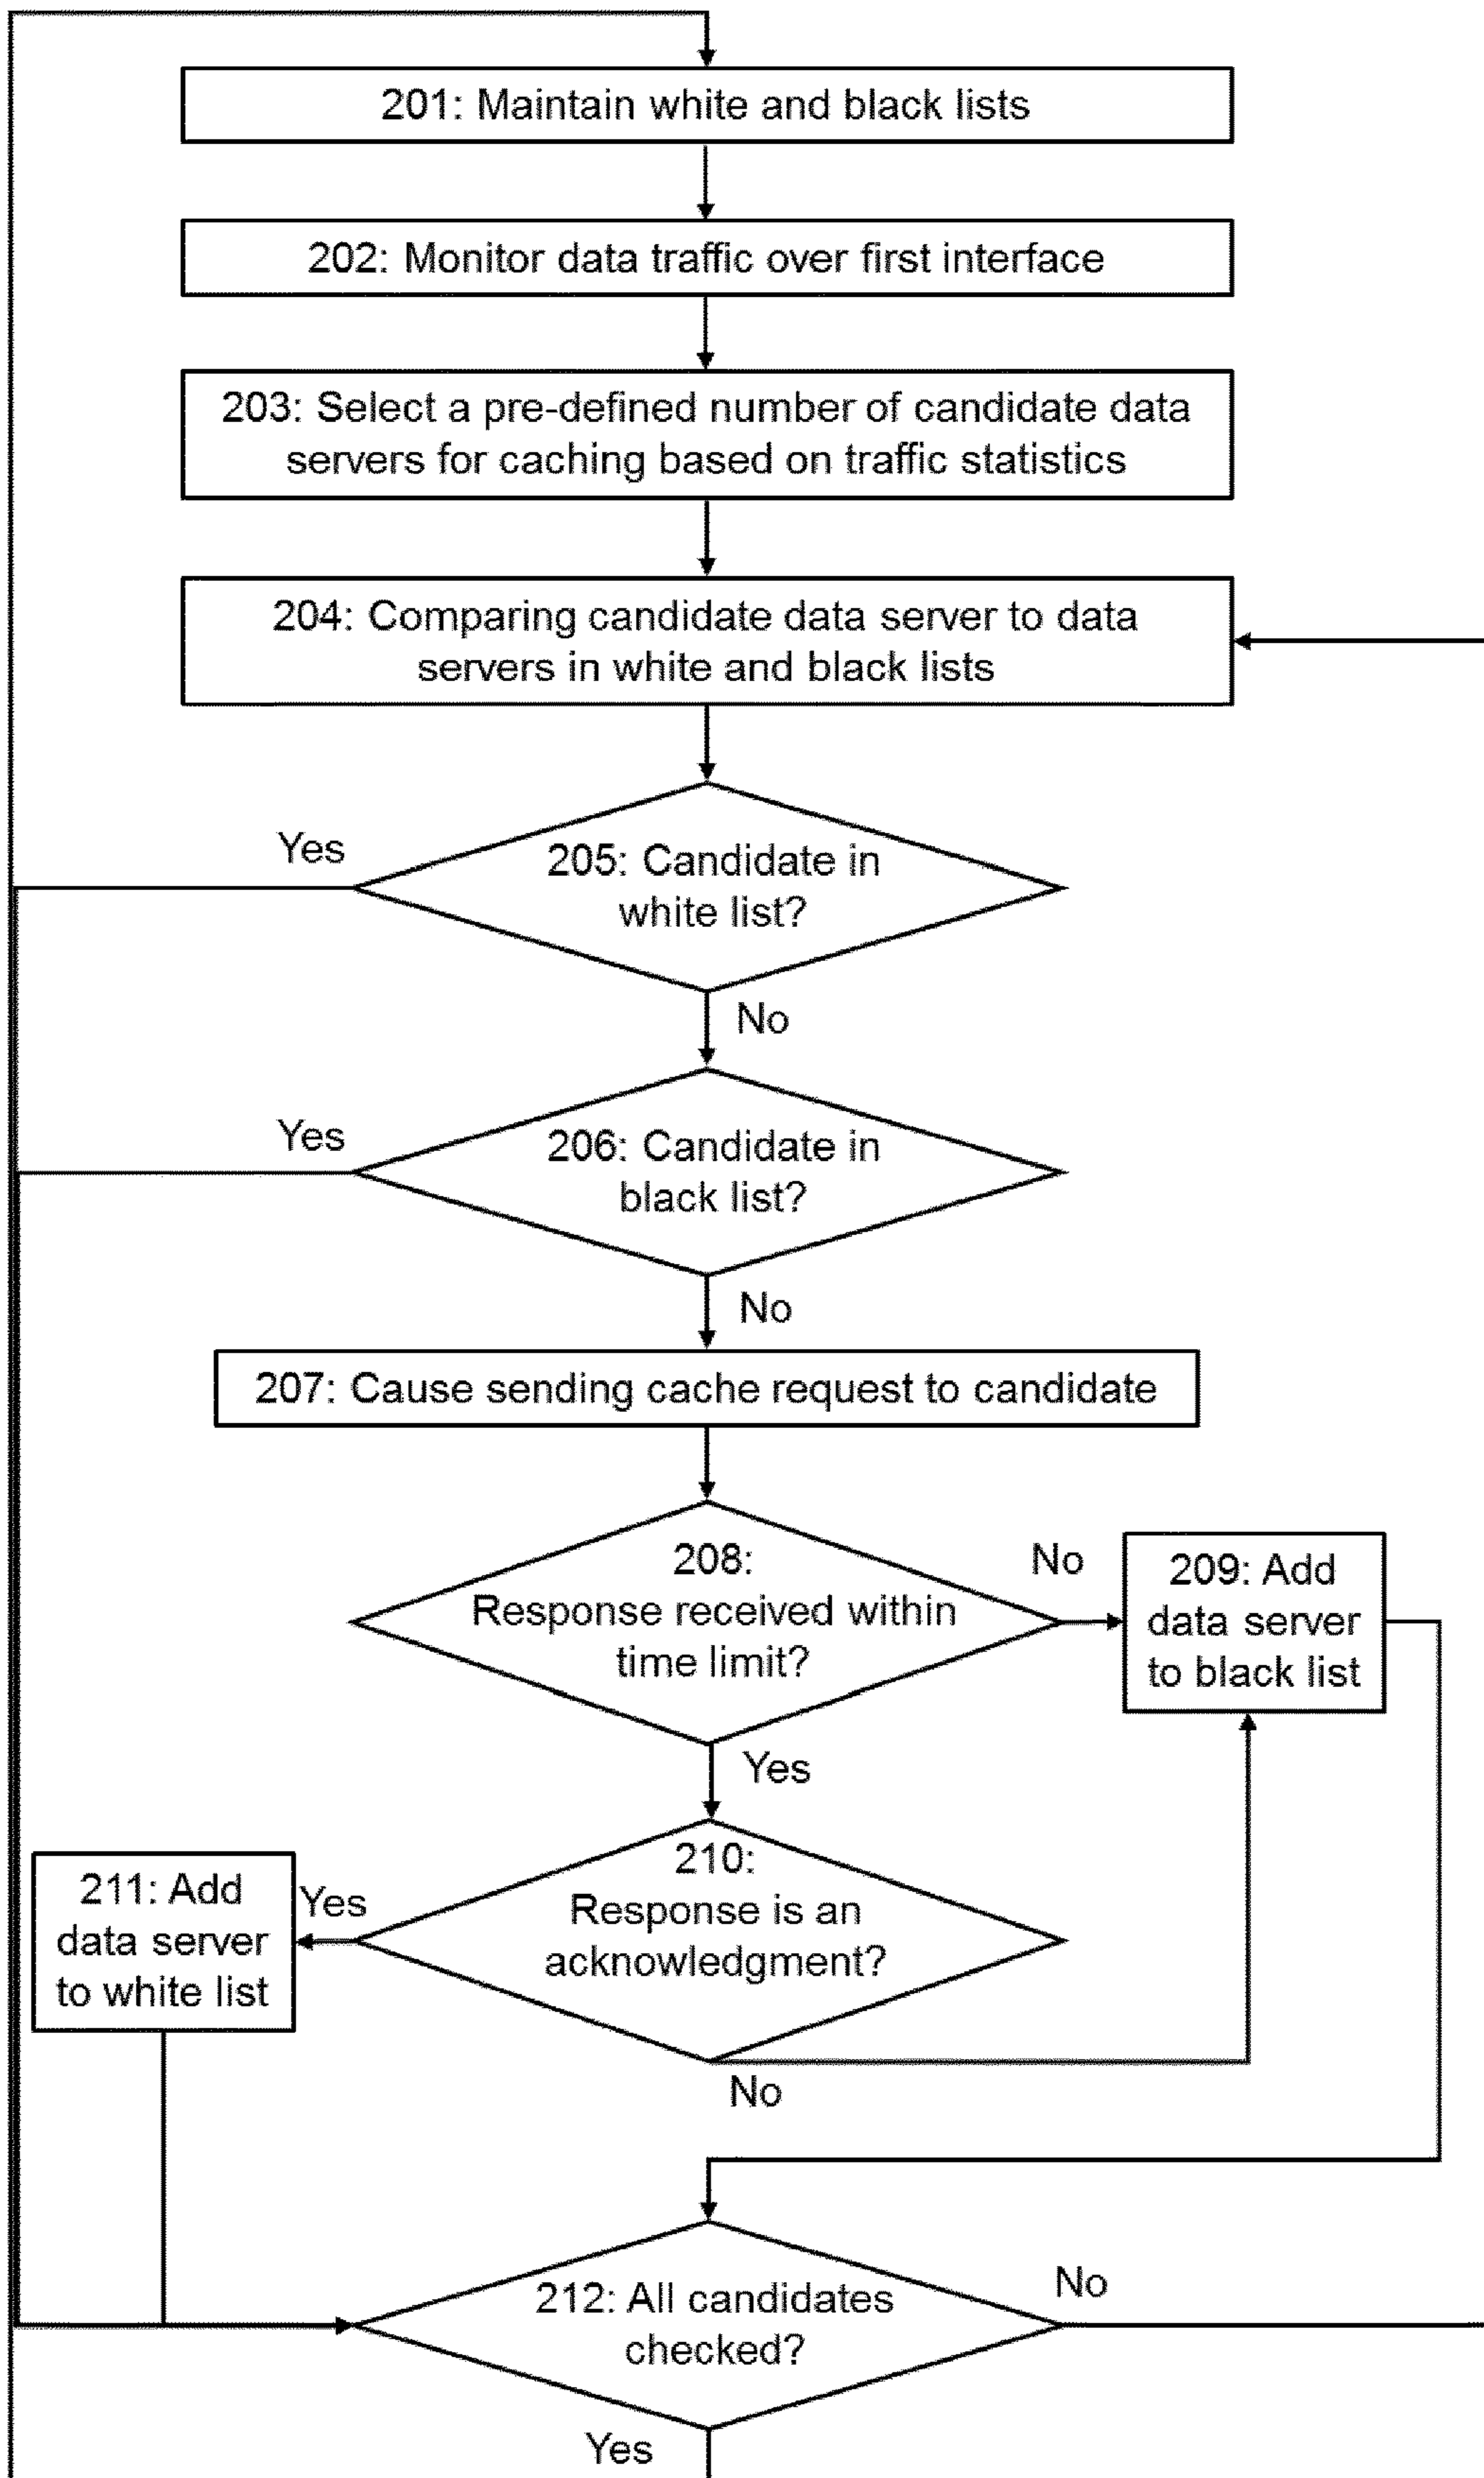 201: Maintain white and black lists
202: Monitor data traffic over first interface
203: Select a pre-defined number of candidate data
servers for caching based on traffic statistics
204: Comparing candidate data server to data
servers in white and black lists
Yes
205: Candidate in
white list?
No
Yes
206: Candidate in
black list?
No
207: Cause sending cache request to candidate
208:
Response received within
time limit?
No
209: Add
data server
to black list
Yes
210:
Response is an
acknowledgment?
Yes
211: Add
data server
to white list
No
212: All candidates
checked?
No
Yes